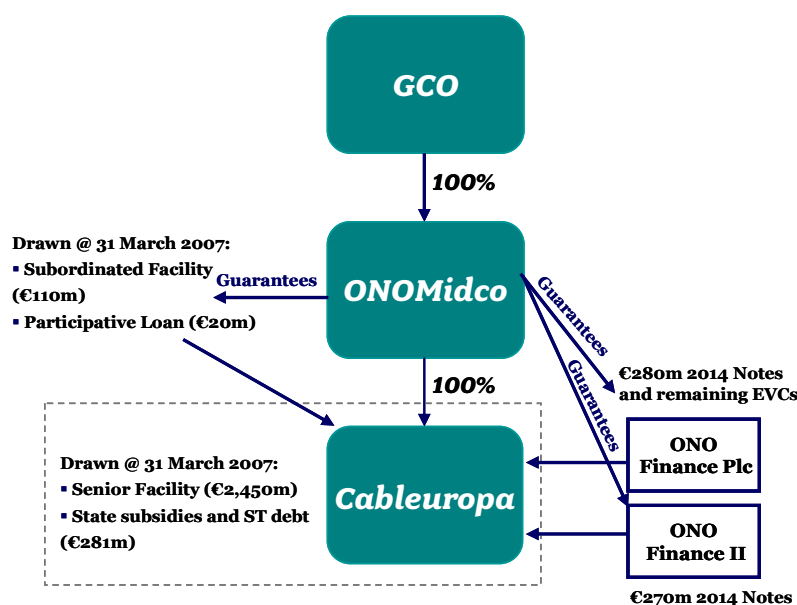 GCO
100%
Drawn @ 31 March 2007:
▪ Subordinated Facility
(€110m)
▪ Participative Loan (€20m)
Guarantees
ONOMidco
Guarantees
Guarantees
100%
€280m 2014 Notes
and remaining EVCs
Drawn @ 31 March 2007:
▪ Senior Facility (€2,450m)
▪ State subsidies and ST debt
(€281m)
Cableuropa
ONO
Finance Plc
ONO
Finance II
€270m 2014 Notes